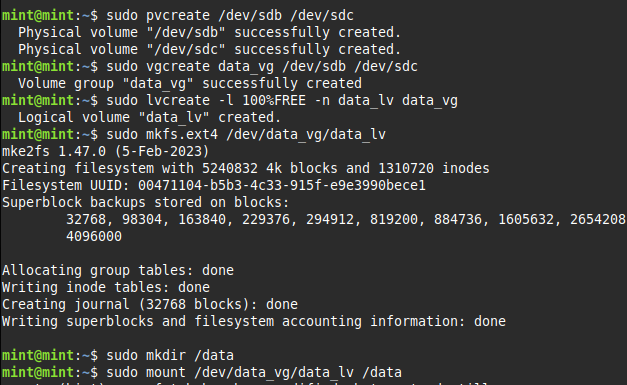 mint@mint:~$ sudo pvcreate /dev/sdb /dev/sdc
  Physical volume "/dev/sdb" successfully created.
  Physical volume "/dev/sdc" successfully created.
mint@mint:~$ sudo vgcreate data_vg /dev/sdb /dev/sdc
  Volume group "data_vg" successfully created
mint@mint:~$ sudo lvcreate -l 100%FREE -n data_lv data_vg
  Logical volume "data_lv" created.
mint@mint:~$ sudo mkfs.ext4 /dev/data_vg/data_lv
mke2fs 1.47.0 (5-Feb-2023)
Creating filesystem with 5240832 4k blocks and 1310720 inodes
Filesystem UUID: 00471104-b5b3-4c33-915f-e9e3990bece1
Superblock backups stored on blocks:
        32768, 98304, 163840, 229376, 294912, 819200, 884736, 1605632, 2654208
        4096000

Allocating group tables: done
Writing inode tables: done
Creating journal (32768 blocks): done
Writing superblocks and filesystem accounting information: done

mint@mint:~$ sudo mkdir /data
mint@mint:~$ sudo mount /dev/data_vg/data_lv /data